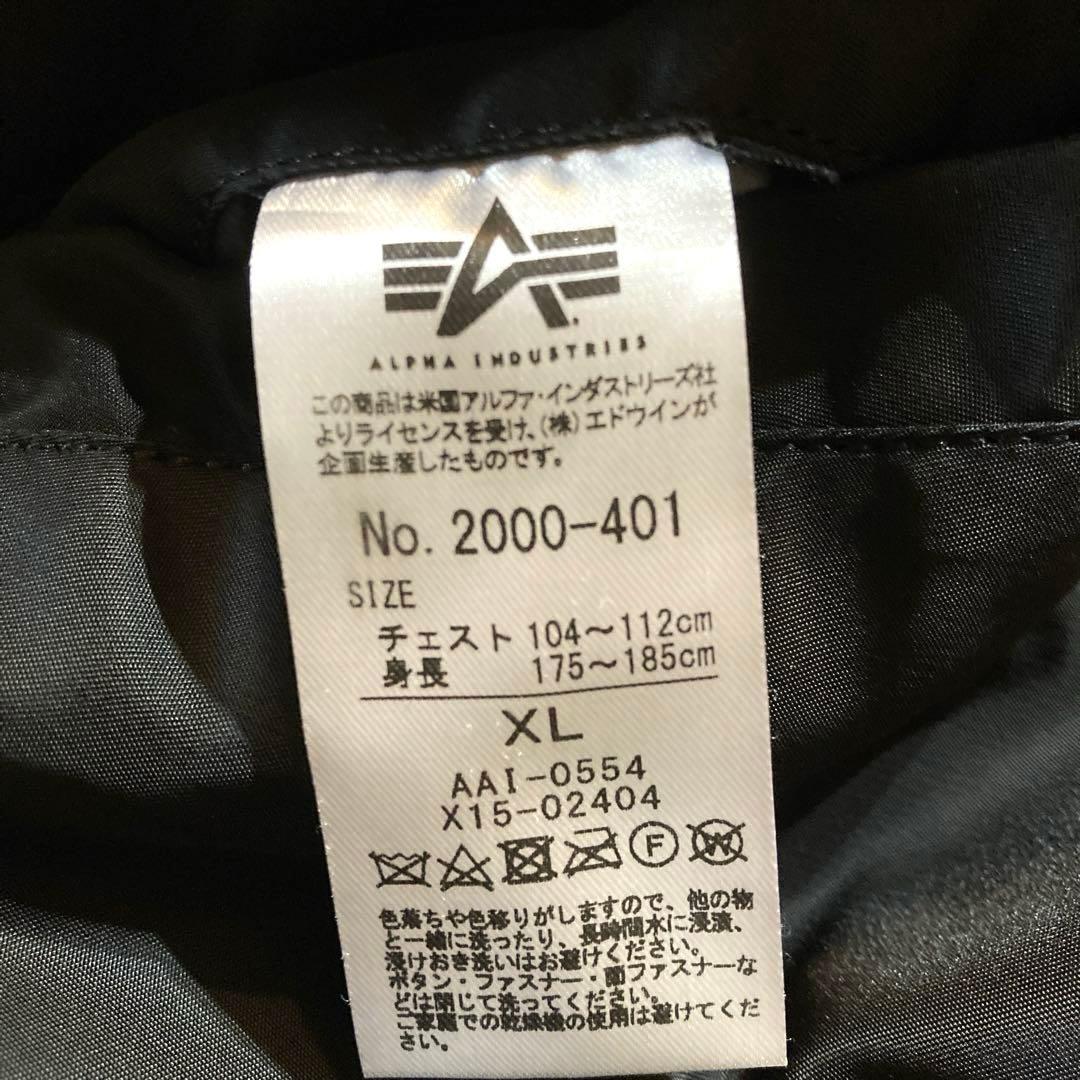 ALPHA INDUSTRIES
この商品は米国アルファ・インダストリーズ社
よりライセンスを受け、(株)エドウインが
企画生産したものです。
No. 2000-401
SIZE
チェスト 104〜112cm
身長 175〜185cm
XL
AAI-0554
X15-02404
F W
色落ちや色移りがしますので、他の物
と一緒に洗ったり、長時間水に浸漬、
浸けおき洗いはお避けください。
ボタン・ファスナー・面ファスナーな
どは閉じて洗ってください。
ご家庭での乾燥機の使用は避けてくだ
さい。